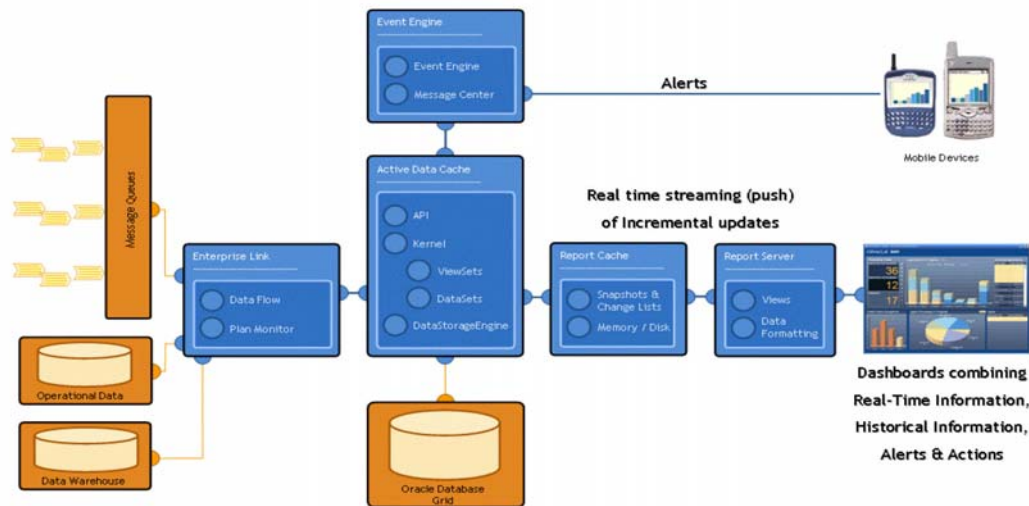 Event Engine
Event Engine
Message Center
Alerts
Mobile Devices
Message Queues
Active Data Cache
API
Kernel
ViewSets
DataSets
DataStorageEngine
Real time streaming (push)
of Incremental updates
Enterprise Link
Data Flow
Plan Monitor
Report Cache
Snapshots &
Change Lists
Memory / Disk
Report Server
Views
Data
Formatting
36
12
17
Operational Data
Data Warehouse
Oracle Database
Grid
Dashboards combining
Real-Time Information,
Historical Information,
Alerts & Actions